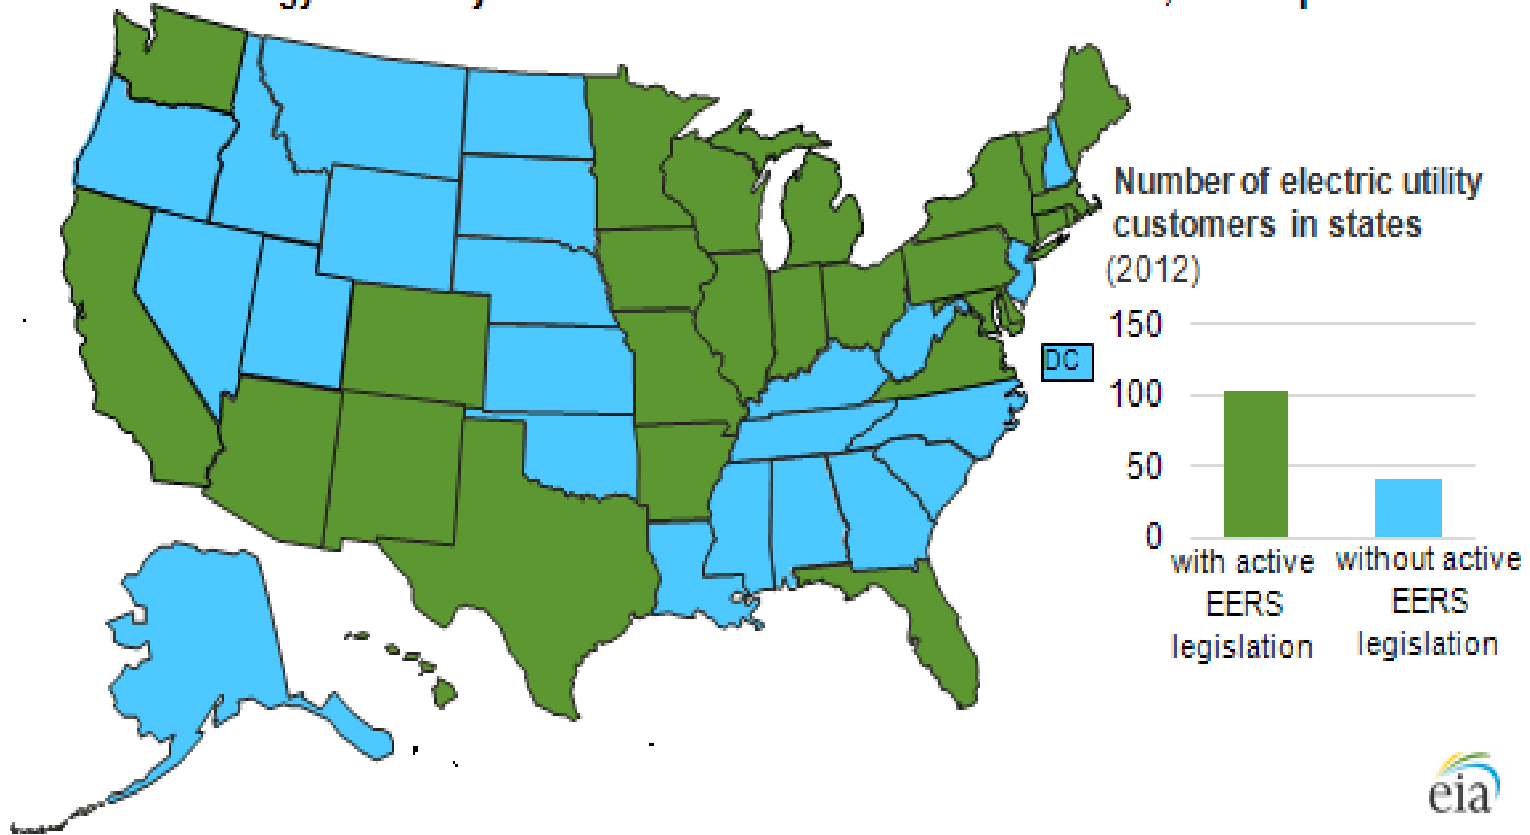 Number of electric utility
customers in states
(2012)
150
DC
100
50
0
with active
EERS
legislation
without active
EERS
legislation
eia